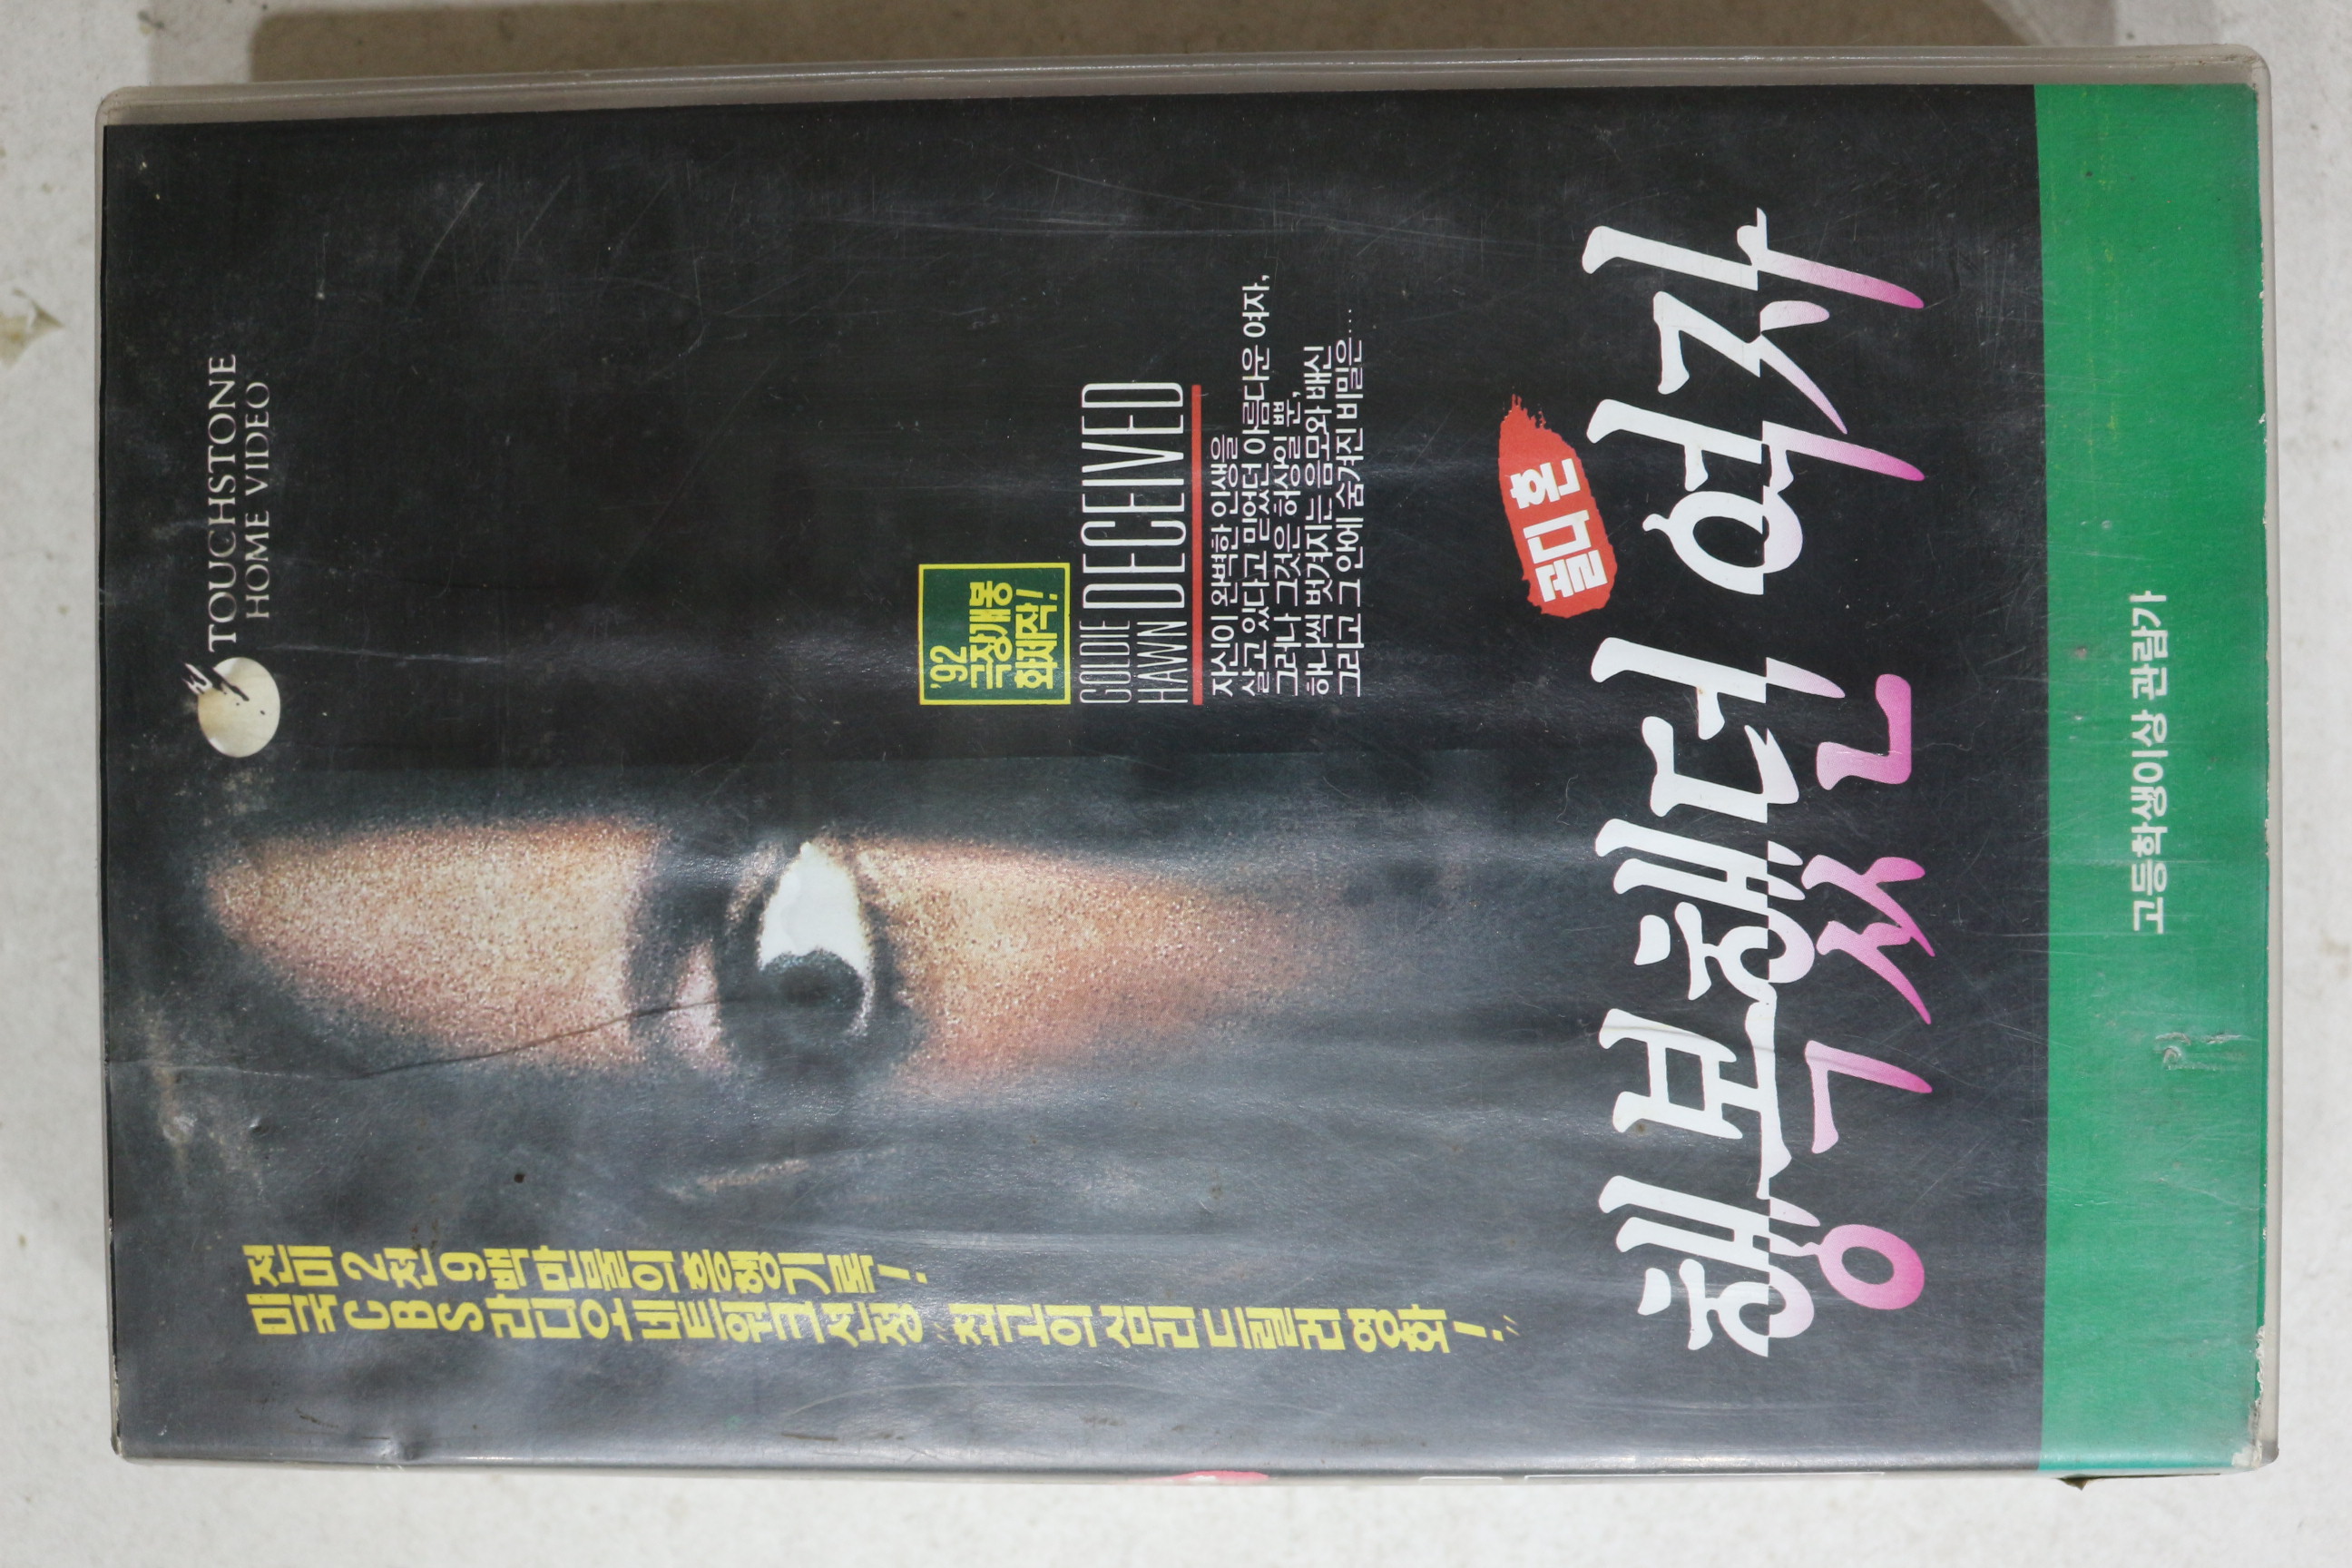 TOUCHSTONE
HOME VIDEO
전미2천9백만불의흥행기록!
미국CBS라디오네트워크선정 “최고의심리드릴러영화!”
'92
극장개봉
화제작!
GOLDIE
HAWN DECEIVED
자신이 완벽한 인생을
살고 있다고 믿었던 아름다운 여자,
그러나 그것은 허상일 뿐,
하나씩 벗겨지는 음모와 배신
그리고 그 안에 숨겨진 비밀은…
골디 혼
행복했던 여자
고등학생이상 관람가